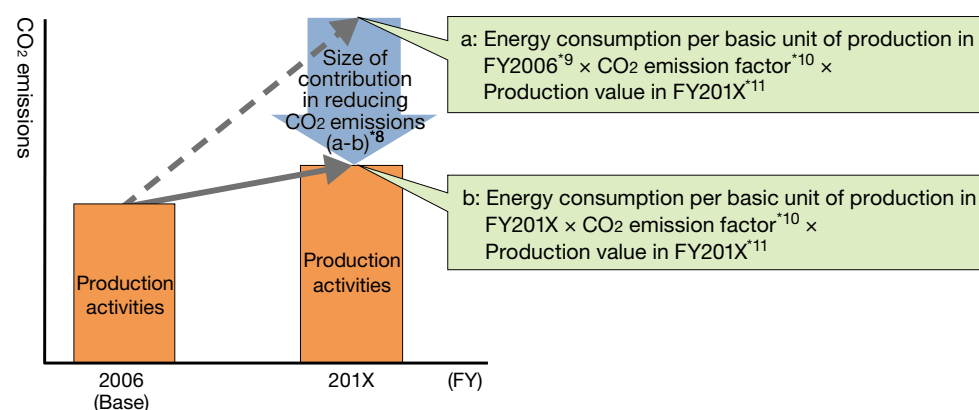 CO2 emissions
Size of
contribution
in reducing
CO2 emissions
(a-b)*8
a: Energy consumption per basic unit of production in
FY2006*9 × CO2 emission factor*10 ×
Production value in FY201X*11
b: Energy consumption per basic unit of production in
FY201X × CO2 emission factor*10 ×
Production value in FY201X*11
Production
activities
Production
activities
2006
(Base)
201X
(FY)